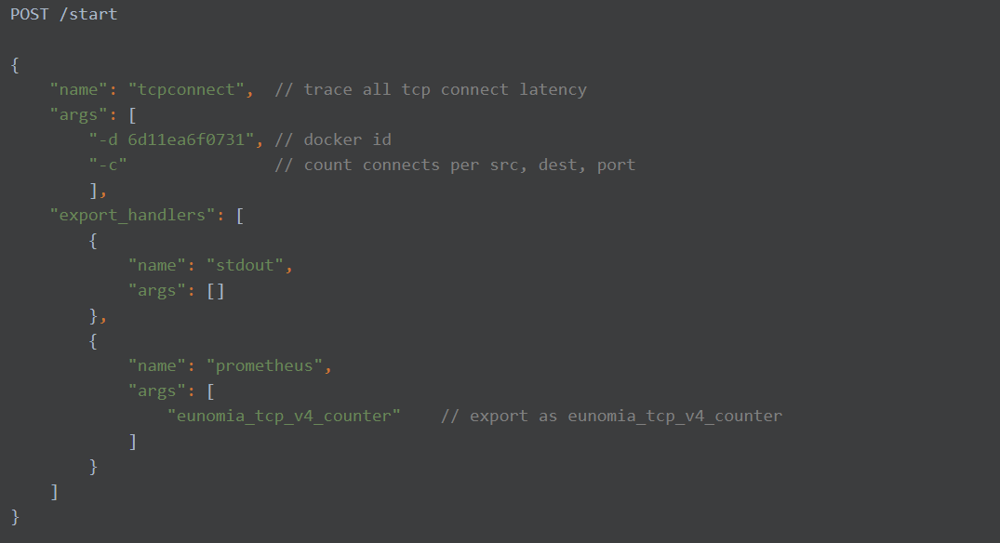 POST /start
{
    "name": "tcpconnect",  // trace all tcp connect latency
    "args": [
        "-d 6d11ea6f0731", // docker id
        "-c"               // count connects per src, dest, port
        ],
    "export_handlers": [
        {
            "name": "stdout",
            "args": []
        },
        {
            "name": "prometheus",
            "args": [
                "eunomia_tcp_v4_counter"    // export as eunomia_tcp_v4_counter
            ]
        }
    ]
}